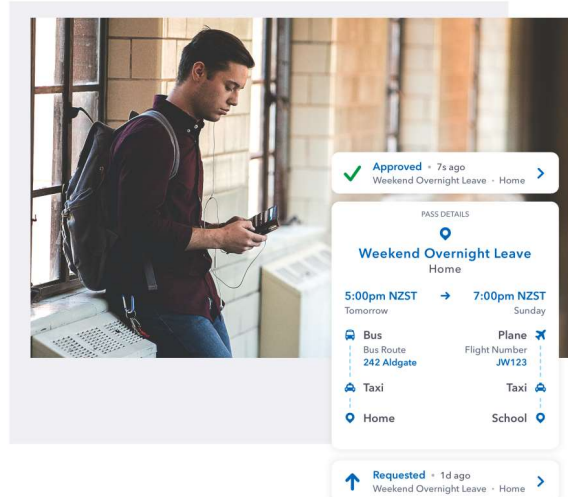 Approved • 7s ago
Weekend Overnight Leave • Home
PASS DETAILS
Weekend Overnight Leave
Home
5:00pm NZST → 7:00pm NZST
Tomorrow Sunday
Bus Plane
Bus Route Flight Number
242 Aldgate JW123
Taxi Taxi
Home School
Requested • 1d ago
Weekend Overnight Leave • Home